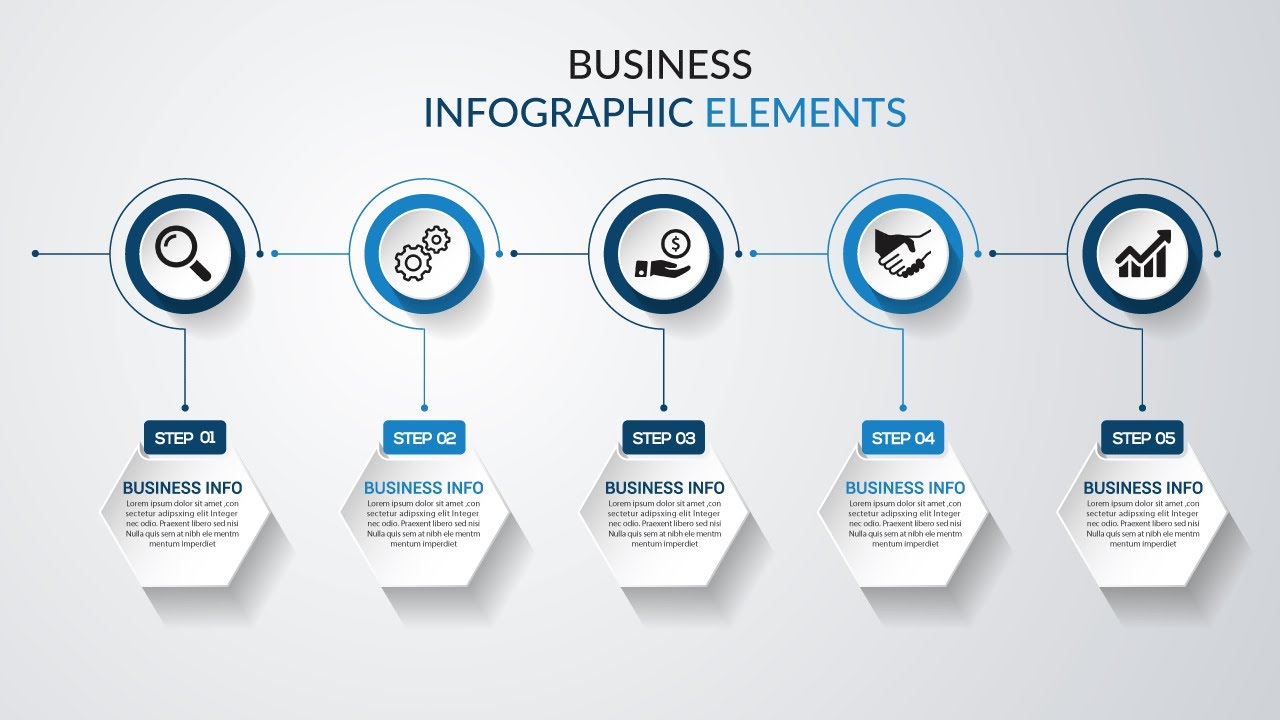 BUSINESS
INFOGRAPHIC ELEMENTS
$
STEP 01
BUSINESS INFO
Lorem ipsum dolor sit amet ,con
sectetur adipsxing elit Integer
nec odio. Praexent libero sed nisi
Nulla quis sem at nibh ele mentm
mentum imperdiet
STEP 02
BUSINESS INFO
Lorem ipsum dolor sit amet ,con
sectetur adipsxing elit Integer
nec odio. Praexent libero sed nisi
Nulla quis sem at nibh ele mentm
mentum imperdiet
STEP 03
BUSINESS INFO
Lorem ipsum dolor sit amet ,con
sectetur adipsxing elit Integer
nec odio. Praexent libero sed nisi
Nulla quis sem at nibh ele mentm
mentum imperdiet
STEP 04
BUSINESS INFO
Lorem ipsum dolor sit amet ,con
sectetur adipsxing elit Integer
nec odio. Praexent libero sed nisi
Nulla quis sem at nibh ele mentm
mentum imperdiet
STEP 05
BUSINESS INFO
Lorem ipsum dolor sit amet ,con
sectetur adipsxing elit Integer
nec odio. Praexent libero sed nisi
Nulla quis sem at nibh ele mentm
mentum imperdiet